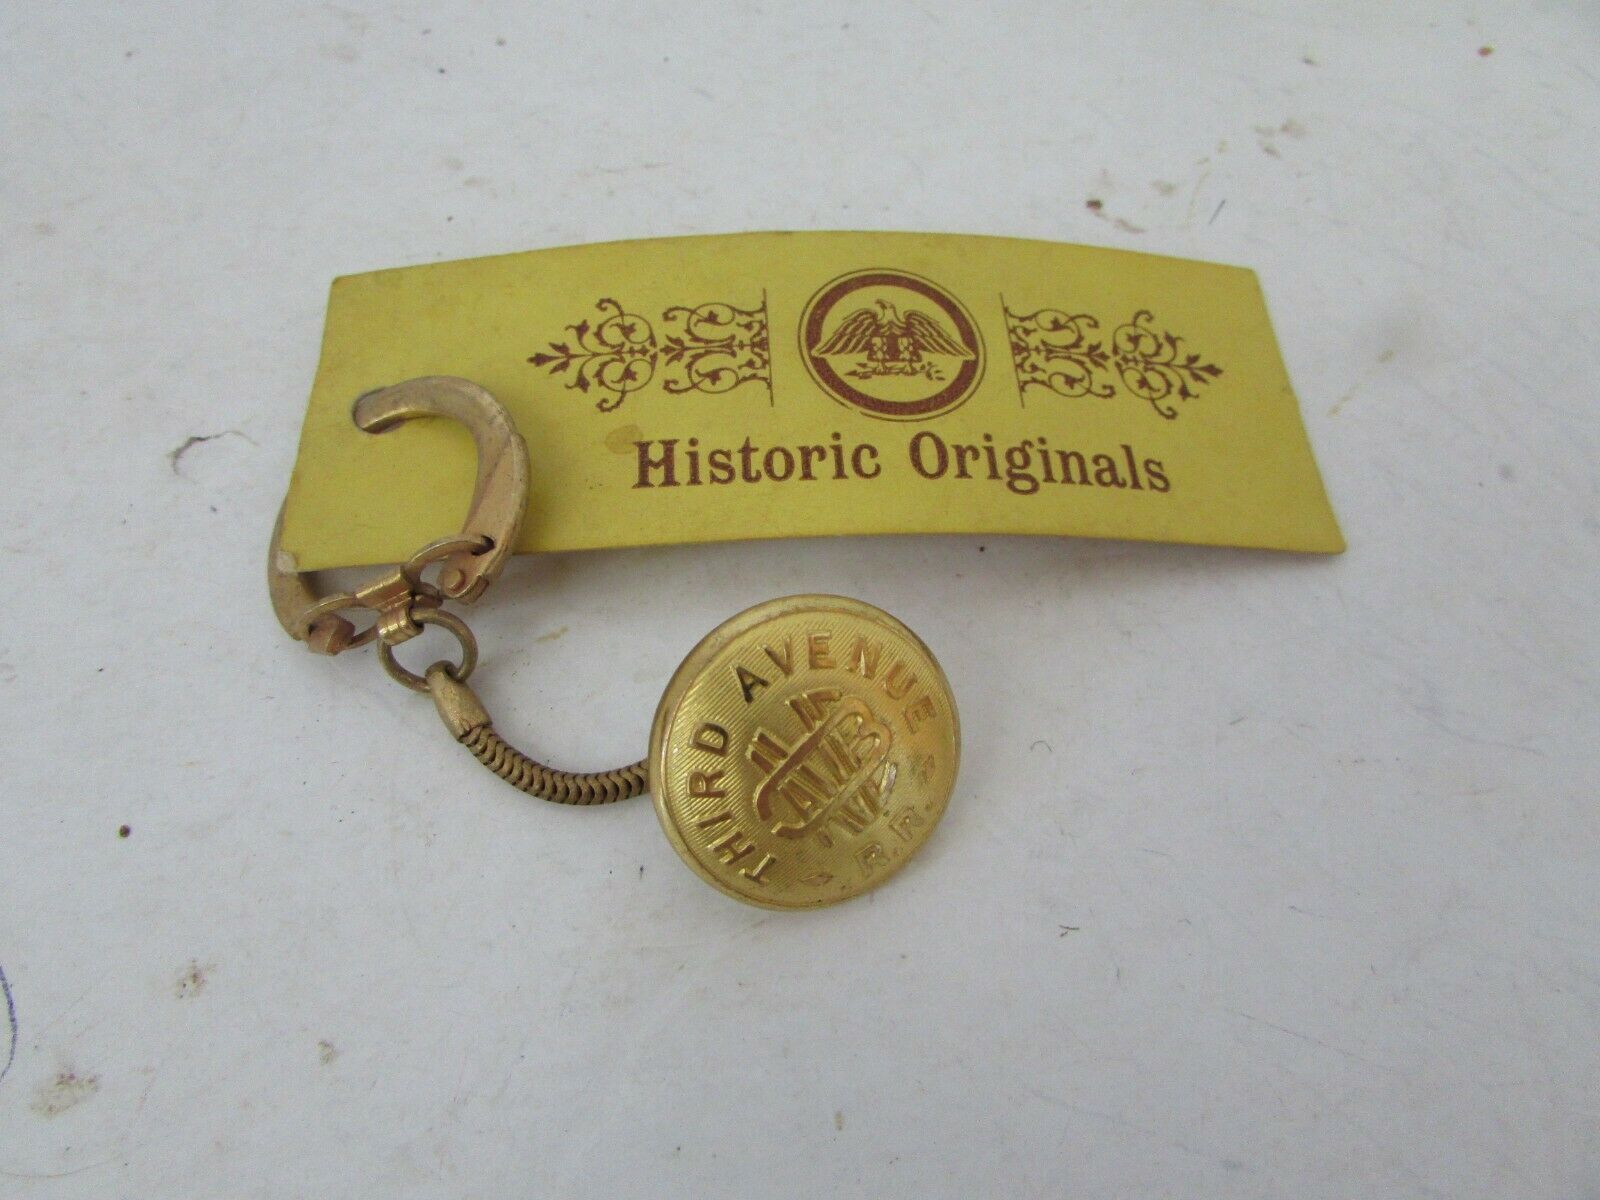 Historic Originals
THIRD AVENUE
R.R.